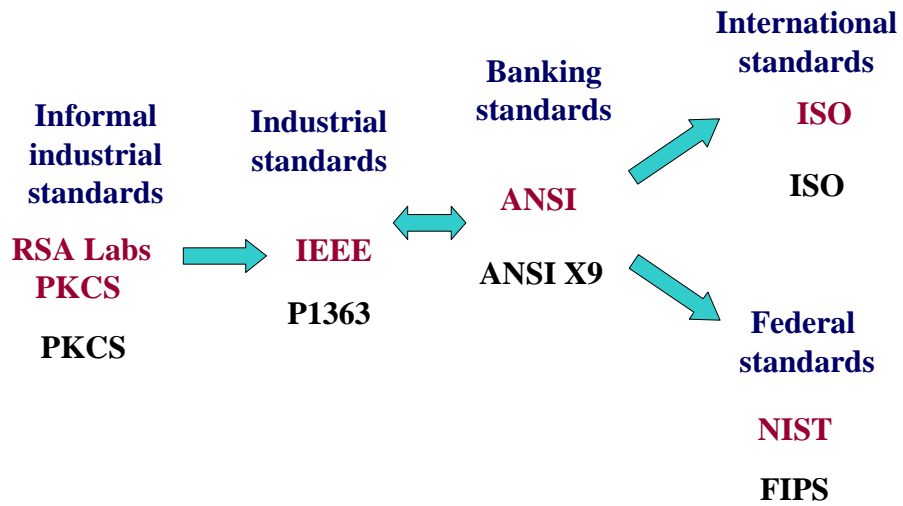 Informal
industrial
standards
RSA Labs
PKCS
PKCS
Industrial
standards
IEEE
P1363
Banking
standards
ANSI
ANSI X9
International
standards
ISO
ISO
Federal
standards
NIST
FIPS